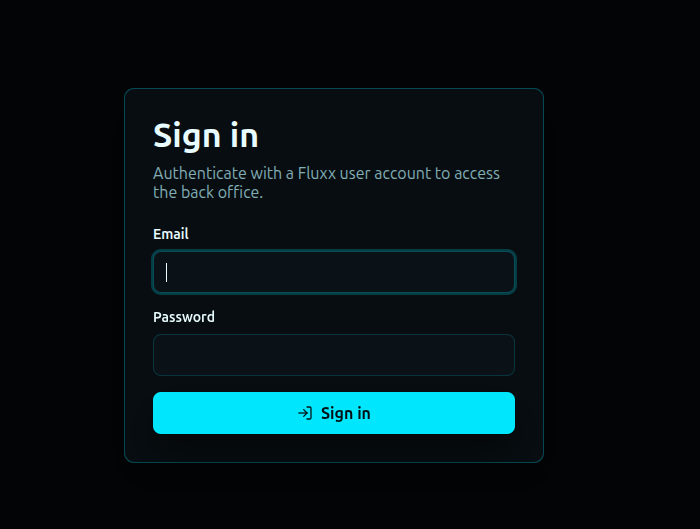 Sign in
Authenticate with a Fluxx user account to access
the back office.
Email
Password
Sign in